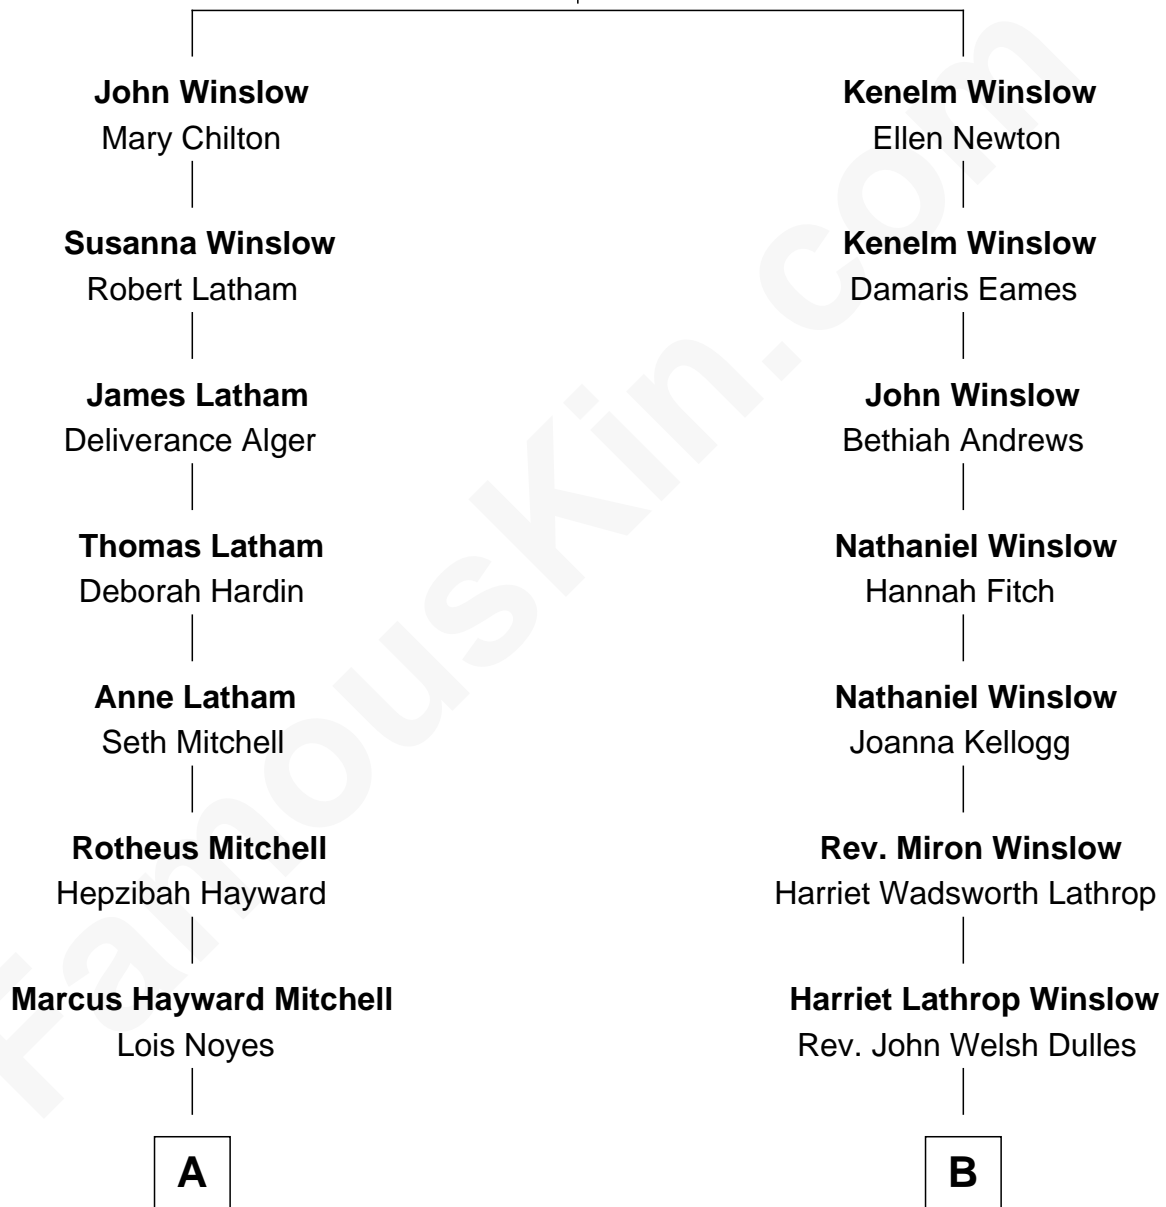 John Winslow
Mary Chilton
Kenelm Winslow
Ellen Newton
Susanna Winslow
Robert Latham
Kenelm Winslow
Damaris Eames
James Latham
Deliverance Alger
John Winslow
Bethiah Andrews
Thomas Latham
Deborah Hardin
Nathaniel Winslow
Hannah Fitch
Anne Latham
Seth Mitchell
Nathaniel Winslow
Joanna Kellogg
Rotheus Mitchell
Hepzibah Hayward
Rev. Miron Winslow
Harriet Wadsworth Lathrop
Marcus Hayward Mitchell
Lois Noyes
Harriet Lathrop Winslow
Rev. John Welsh Dulles
A
B
FamousKin.com